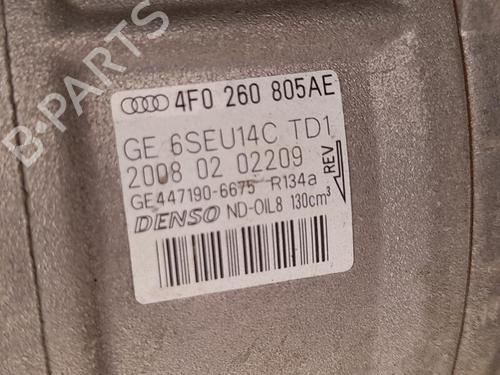 B-PARTS
4F0 260 805AE
GE 6SEU14C TD1
2008 02 02209
REV
GE447190-6675 R134a
DENSO ND-OIL8 130cm³